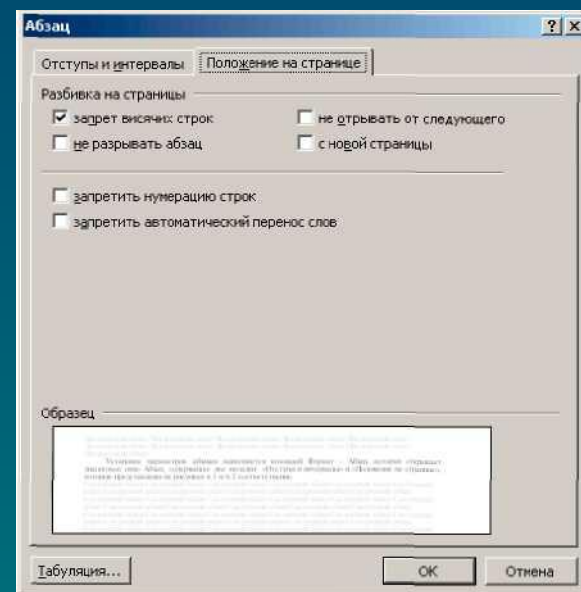 Абзац
Отступы и интервалы Положение на странице
Разбивка на страницы
запрет висячих строк не отрывать от следующего
не разрывать абзац с новой страницы
запретить нумерацию строк
запретить автоматический перенос слов
Образец
Табуляция... ОК Отмена